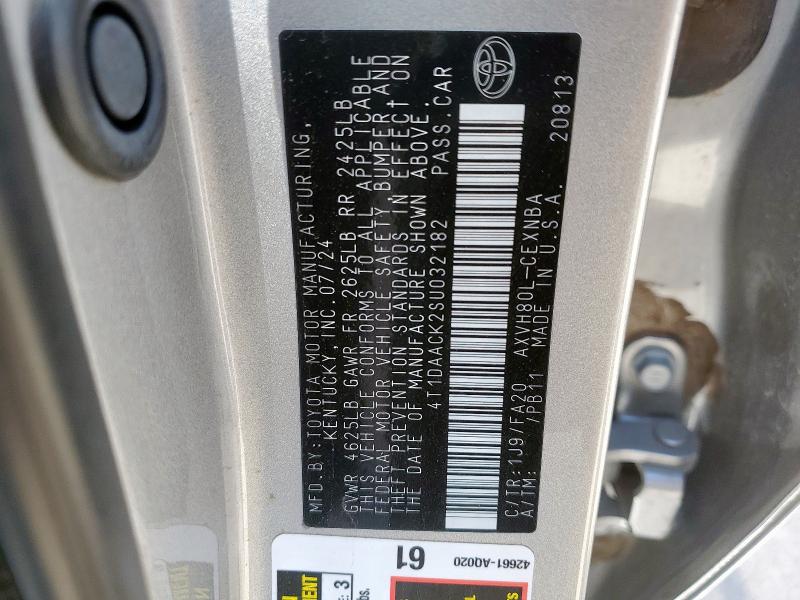 MFD.BY:TOYOTA MOTOR MANUFACTURING,
KENTUCKY, INC.07/24
GVWR 4625LB GAWR FR 2625LB RR 2425LB
THIS VEHICLE CONFORMS TO ALL APPLICABLE
FEDERAL MOTOR VEHICLE SAFETY, BUMPER AND
THEFT PREVENTION STANDARDS IN EFFECT ON
THE DATE OF MANUFACTURE SHOWN ABOVE.
4T1DAACK2SU032182 PASS.CAR
C/TR:1J9/FA20 AXVH80L-CEXNBA
A/TM: /PB11 MADE IN U.S.A. 20813
61
42661-AQ020
3